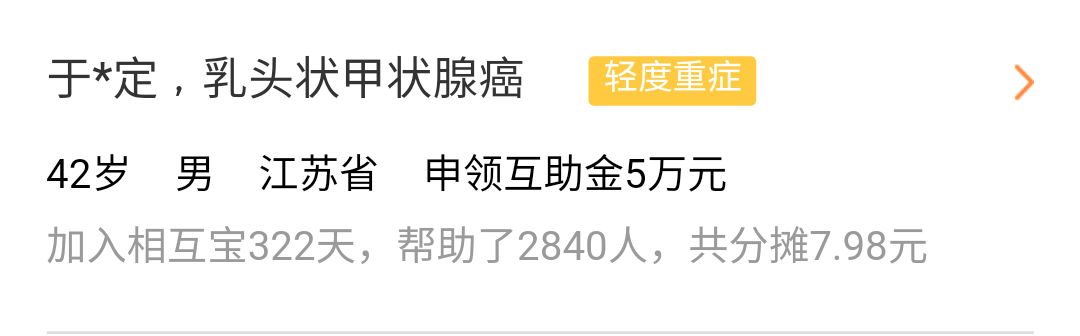 于*定，乳头状甲状腺癌 轻度重症
42岁 男 江苏省 申领互助金5万元
加入相互宝322天，帮助了2840人，共分摊7.98元